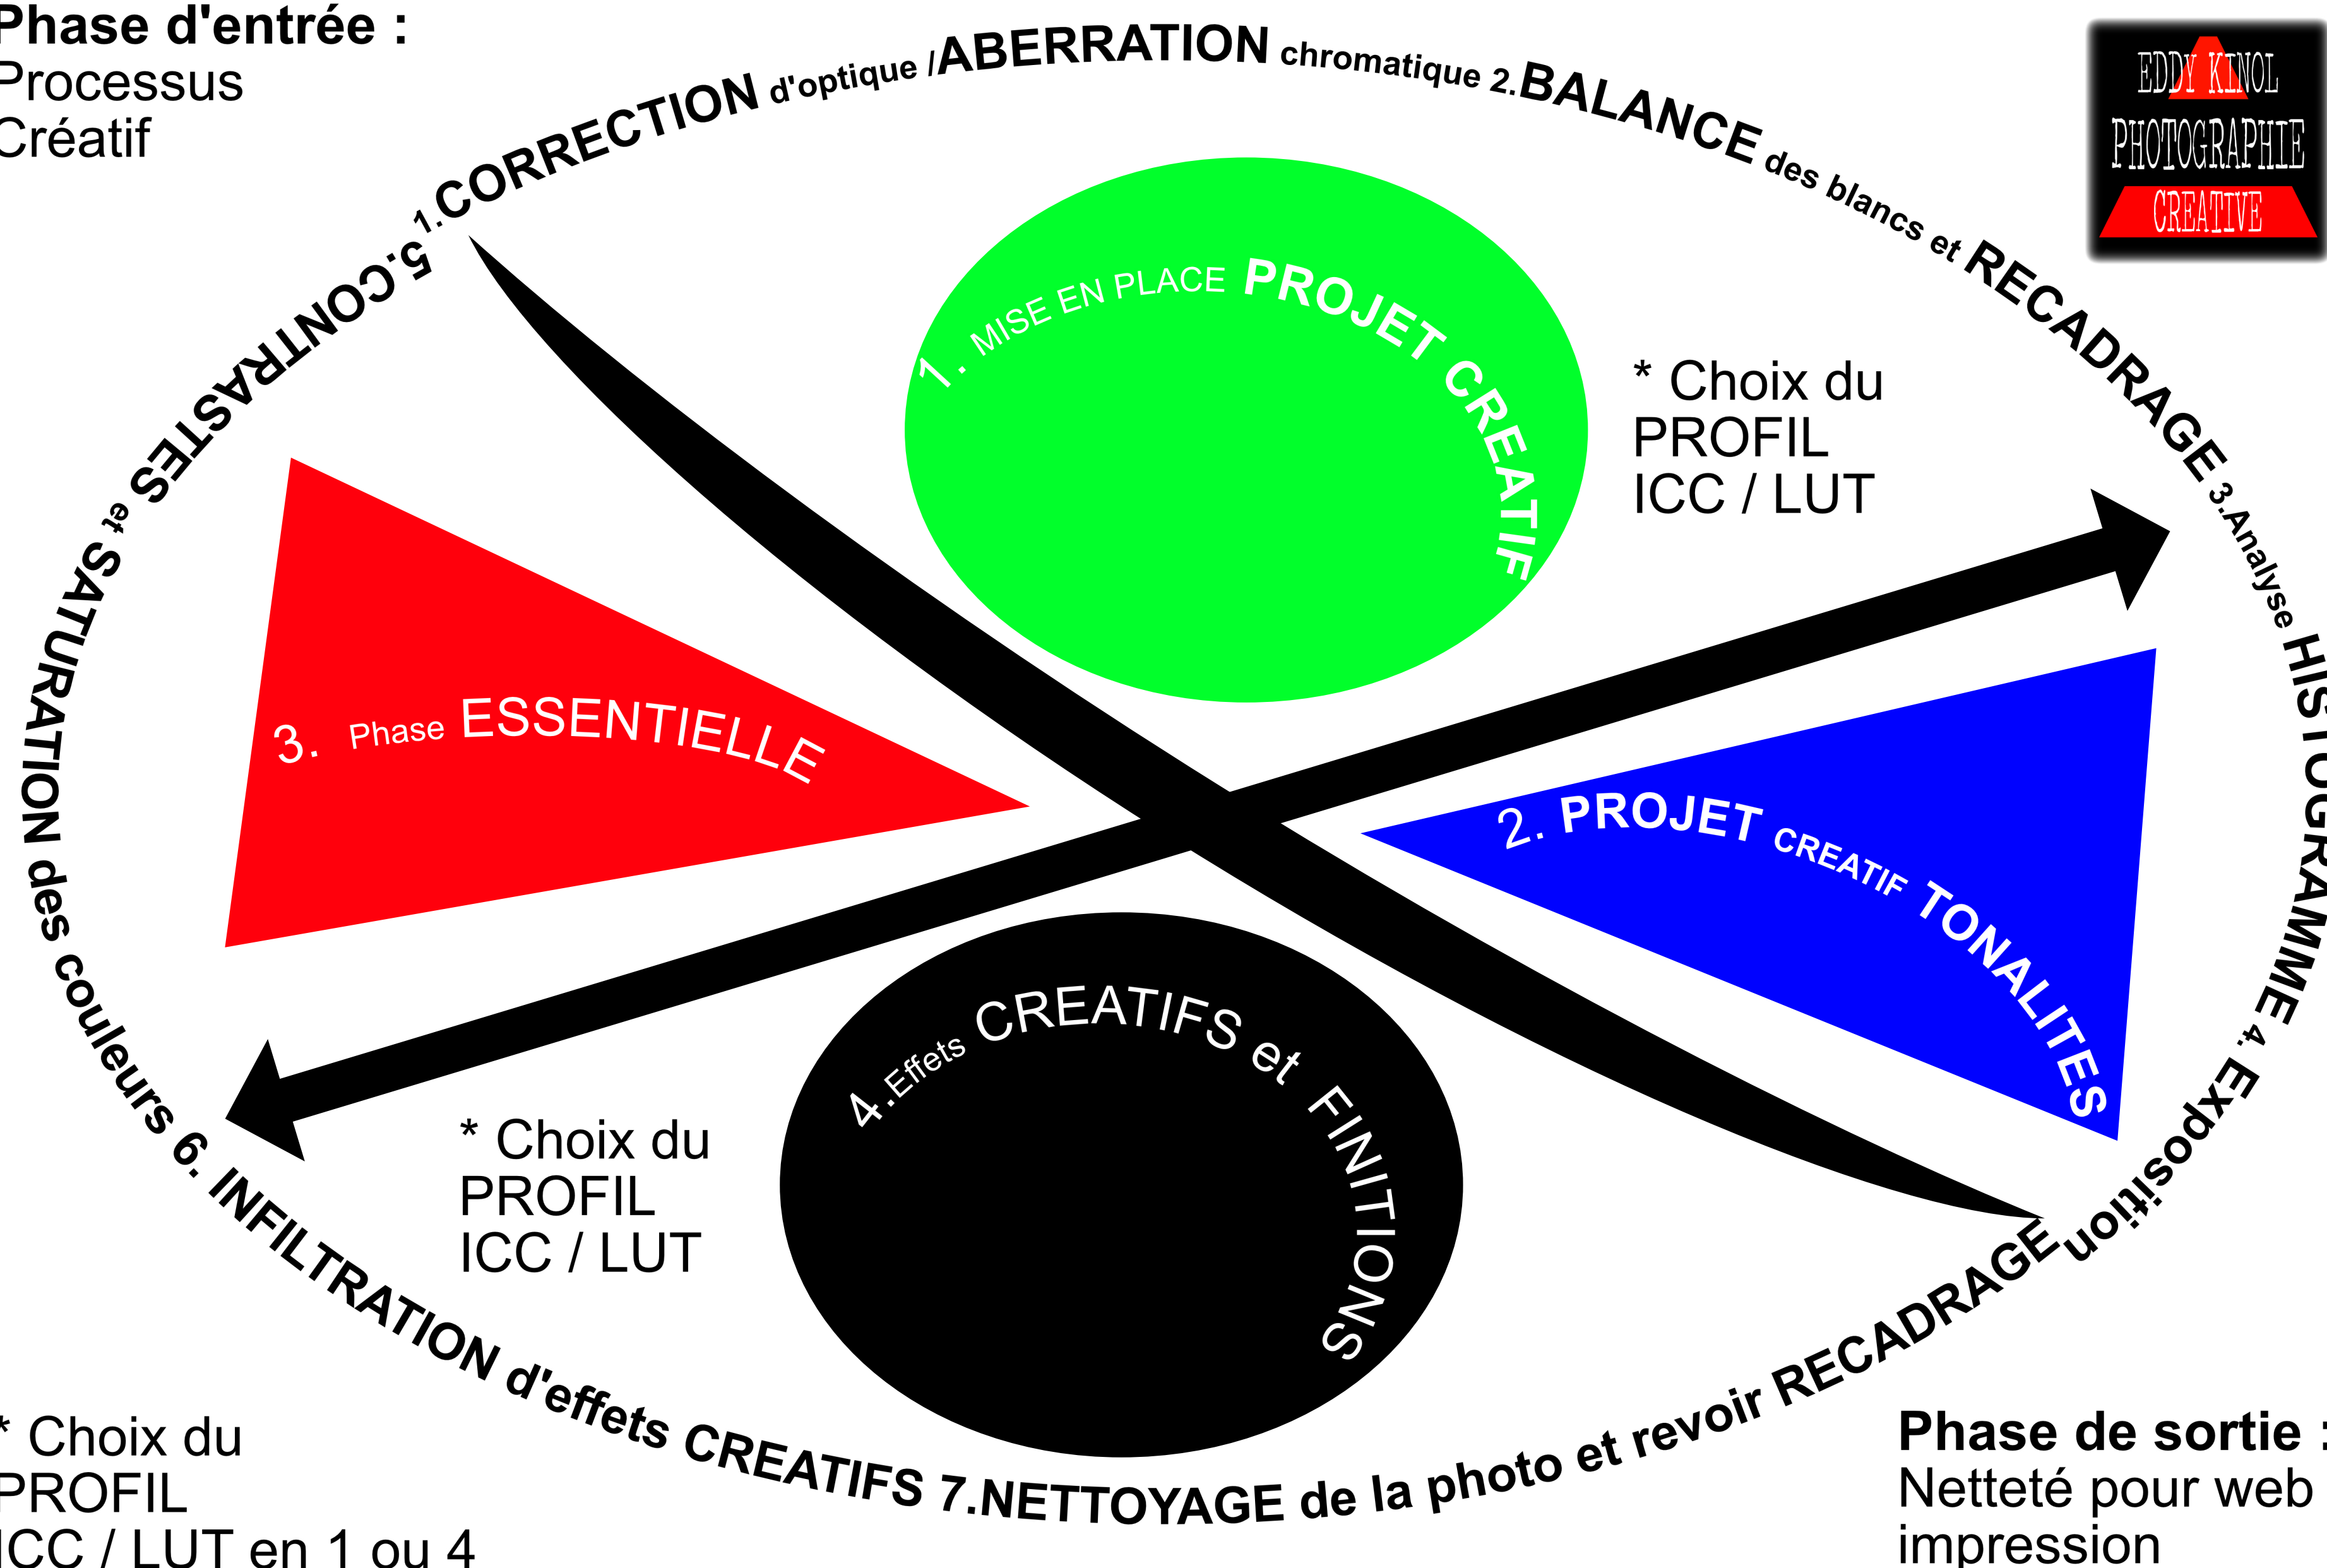 Phase d'entrée :
Processus
Créatif
1.CORRECTION d'optique /ABERRATION chromatique 2.BALANCE des blancs et RECADRAGE 3.Analyse HISTOGRAMME 4. Exposition
EDDY KINOL
PHOTOGRAPHIE
CREATIVE
1. MISE EN PLACE PROJET CREATIF
* Choix du
PROFIL
ICC / LUT
2. PROJET CREATIF TONALITES
3. Phase ESSENTIELLE
4.Effets CREATIFS et FINITIONS
* Choix du
PROFIL
ICC / LUT
5.CONTRASTES et SATURATION des couleurs 6. INFILTRATION d'effets CREATIFS 7.NETTOYAGE de la photo et revoir RECADRAGE
* Choix du
PROFIL
ICC / LUT en 1 ou 4
Phase de sortie :
Netteté pour web
impression